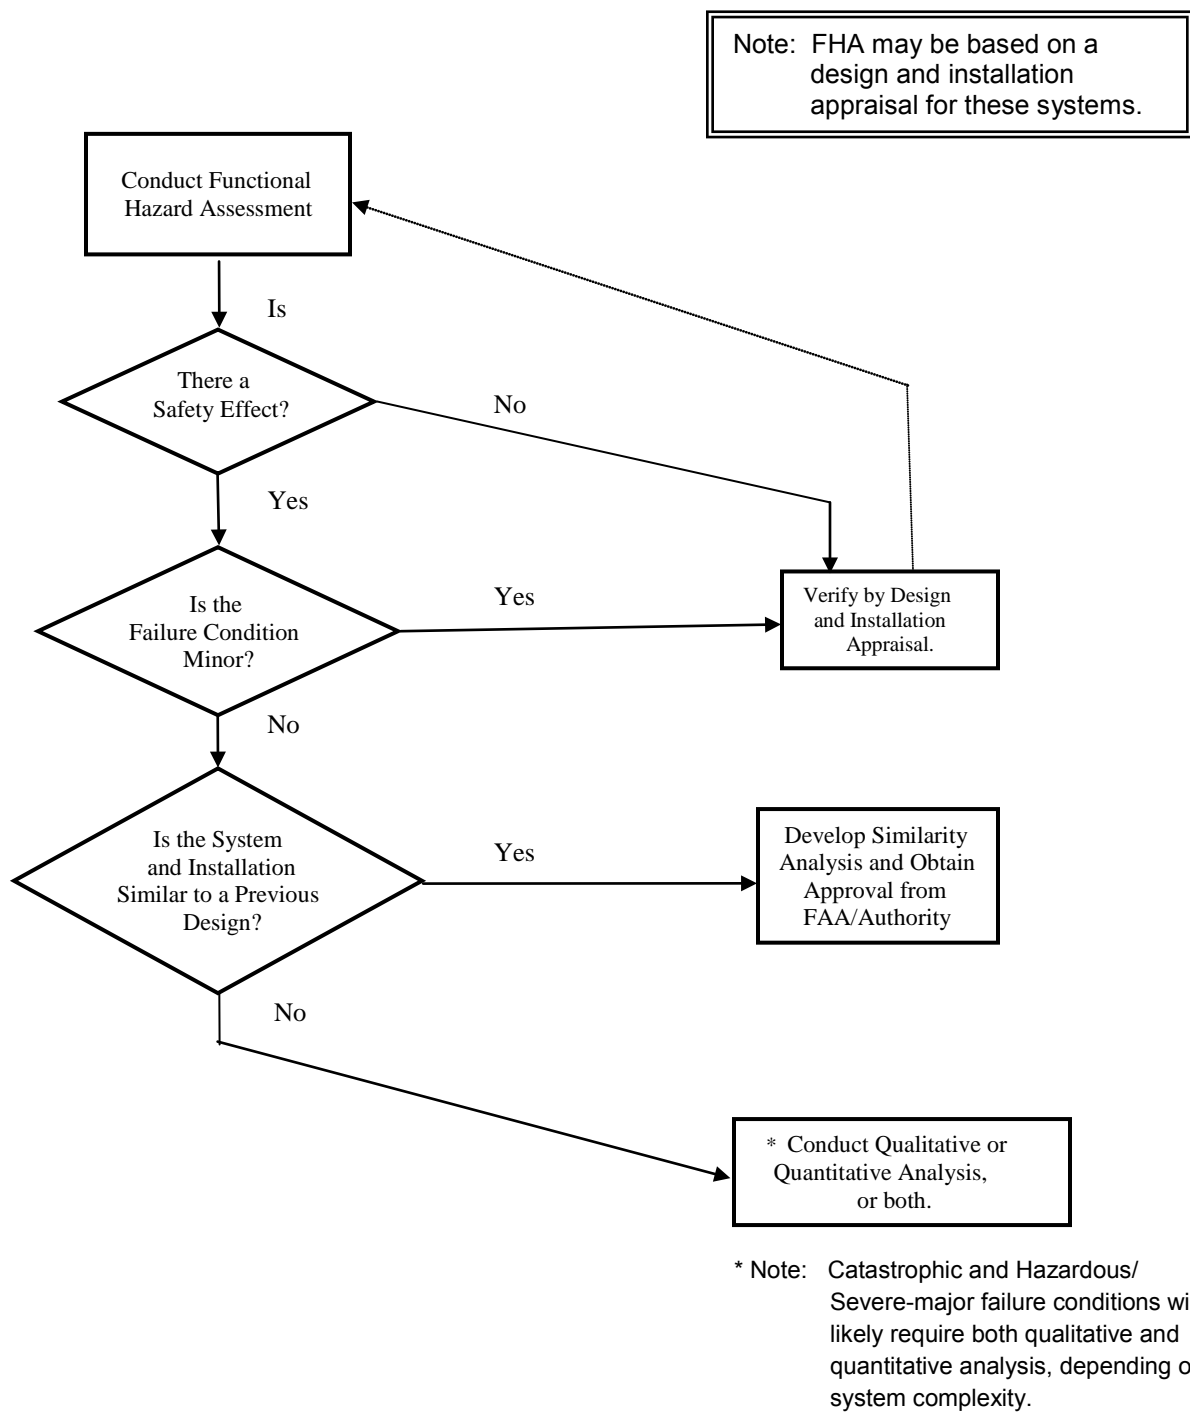 Note: FHA may be based on a
design and installation
appraisal for these systems.
Conduct Functional
Hazard Assessment
Is
There a
Safety Effect?
No
Yes
Is the
Failure Condition
Minor?
Yes
Verify by Design
and Installation
Appraisal.
No
Is the System
and Installation
Similar to a Previous
Design?
Yes
Develop Similarity
Analysis and Obtain
Approval from
FAA/Authority
No
* Conduct Qualitative or
Quantitative Analysis,
or both.
* Note: Catastrophic and Hazardous/
Severe-major failure conditions
likely require both qualitative and
quantitative analysis, depending
system complexity.